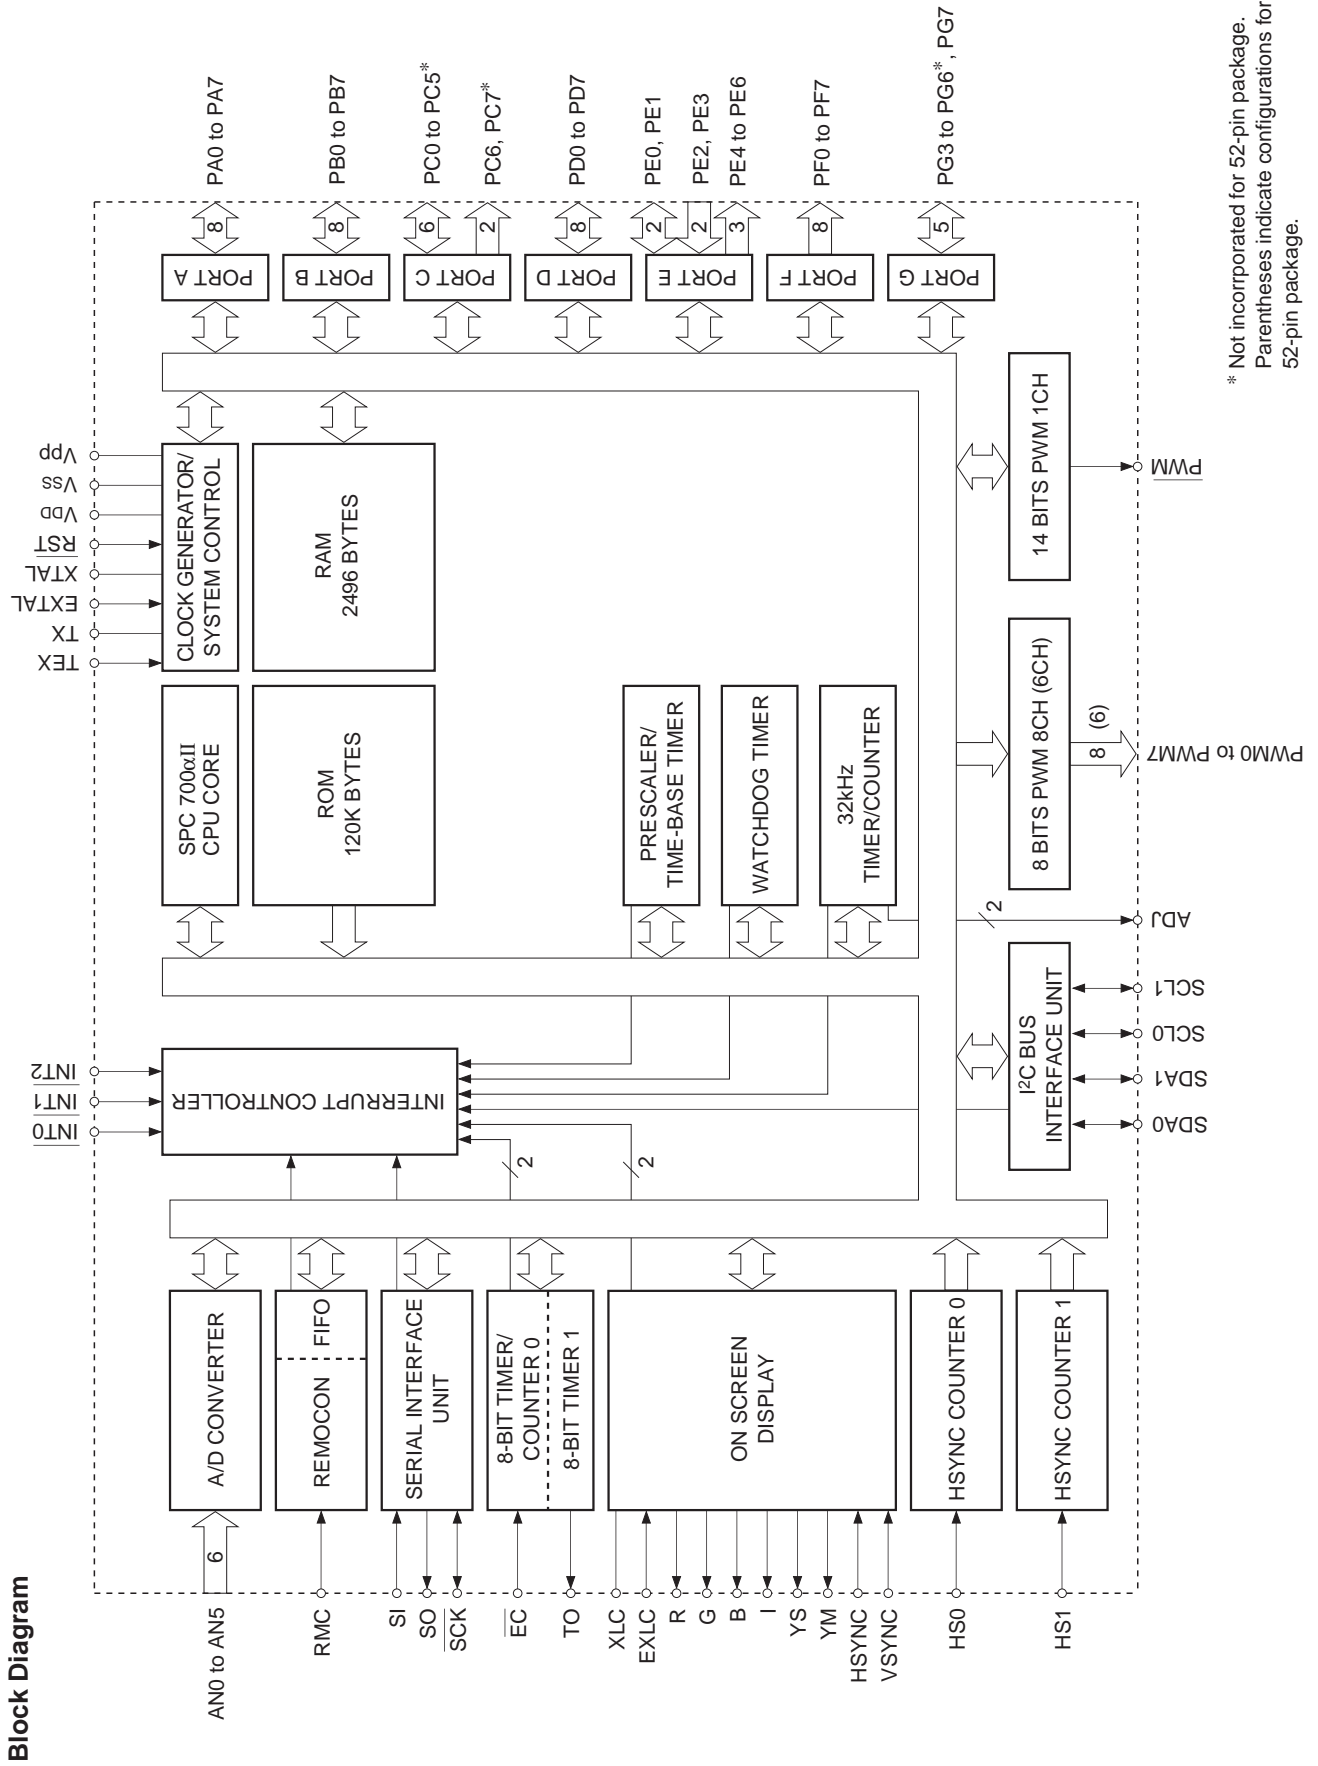 Block Diagram
AN0 to AN5
RMC
SI
SO
SCK
EC
TO
XLC
EXLC
R
G
B
I
YS
YM
HSYNC
VSYNC
HS0
HS1
6
A/D CONVERTER
REMOCON
FIFO
SERIAL INTERFACE
UNIT
8-BIT TIMER/
COUNTER 0
8-BIT TIMER 1
ON SCREEN
DISPLAY
HSYNC COUNTER 0
HSYNC COUNTER 1
2
2
INT0
INT1
INT2
INTERRUPT CONTROLLER
SPC 700αII
CPU CORE
ROM
120K BYTES
PRESCALER/
TIME-BASE TIMER
WATCHDOG TIMER
32kHz
TIMER/COUNTER
TEX
TX
EXTAL
XTAL
RST
VDD
Vss
Vpp
CLOCK GENERATOR/
SYSTEM CONTROL
RAM
2496 BYTES
I²C BUS
INTERFACE UNIT
SDA0
SDA1
SCL0
SCL1
2
ADJ
8 BITS PWM 8CH (6CH)
8
(6)
PWM0 to PWM7
14 BITS PWM 1CH
PWM
PORT A
8
PA0 to PA7
PORT B
8
PB0 to PB7
PORT C
6
PC0 to PC5*
2
PC6, PC7*
PORT D
8
PD0 to PD7
PORT E
2
PE0, PE1
2
PE2, PE3
3
PE4 to PE6
PORT F
8
PF0 to PF7
PORT G
5
PG3 to PG6*, PG7
* Not incorrporated for 52-pin package.
Parentheses indicate configurations for
52-pin package.